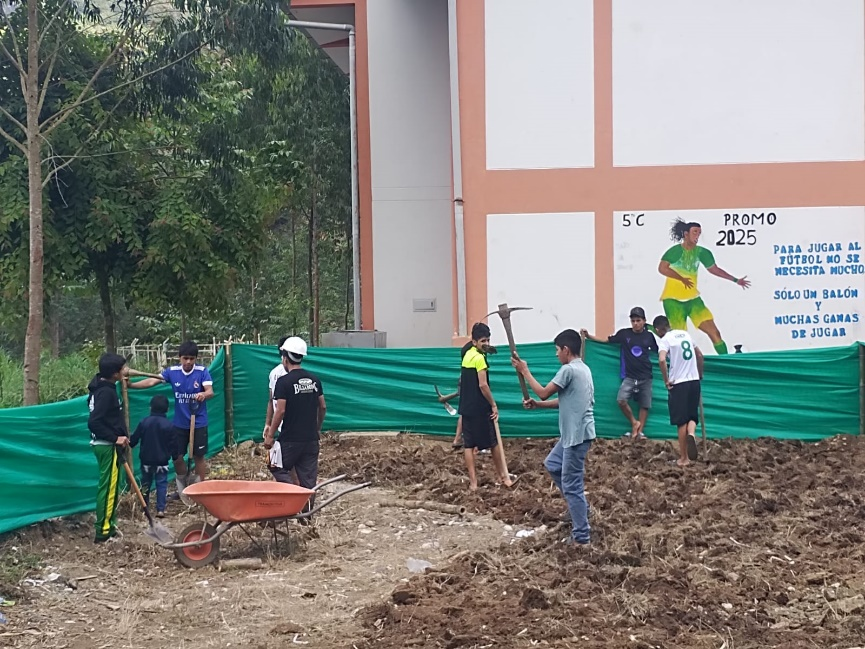 5°C PROMO
2025
PARA JUGAR AL
FÚTBOL NO SE
NECESITA MUCHO
SÓLO UN BALÓN
Y
MUCHAS GANAS
DE JUGAR
8